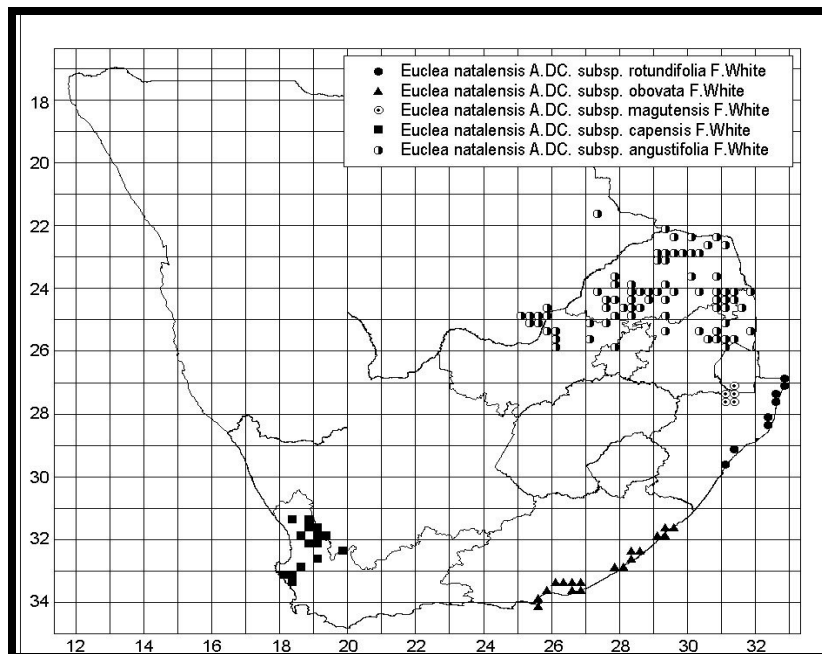 Euclea natalensis A.DC. subsp. rotundifolia F.White
Euclea natalensis A.DC. subsp. obovata F.White
Euclea natalensis A.DC. subsp. magutensis F.White
Euclea natalensis A.DC. subsp. capensis F.White
Euclea natalensis A.DC. subsp. angustifolia F.White
18
20
22
24
26
28
30
32
34
12 14 16 18 20 22 24 26 28 30 32